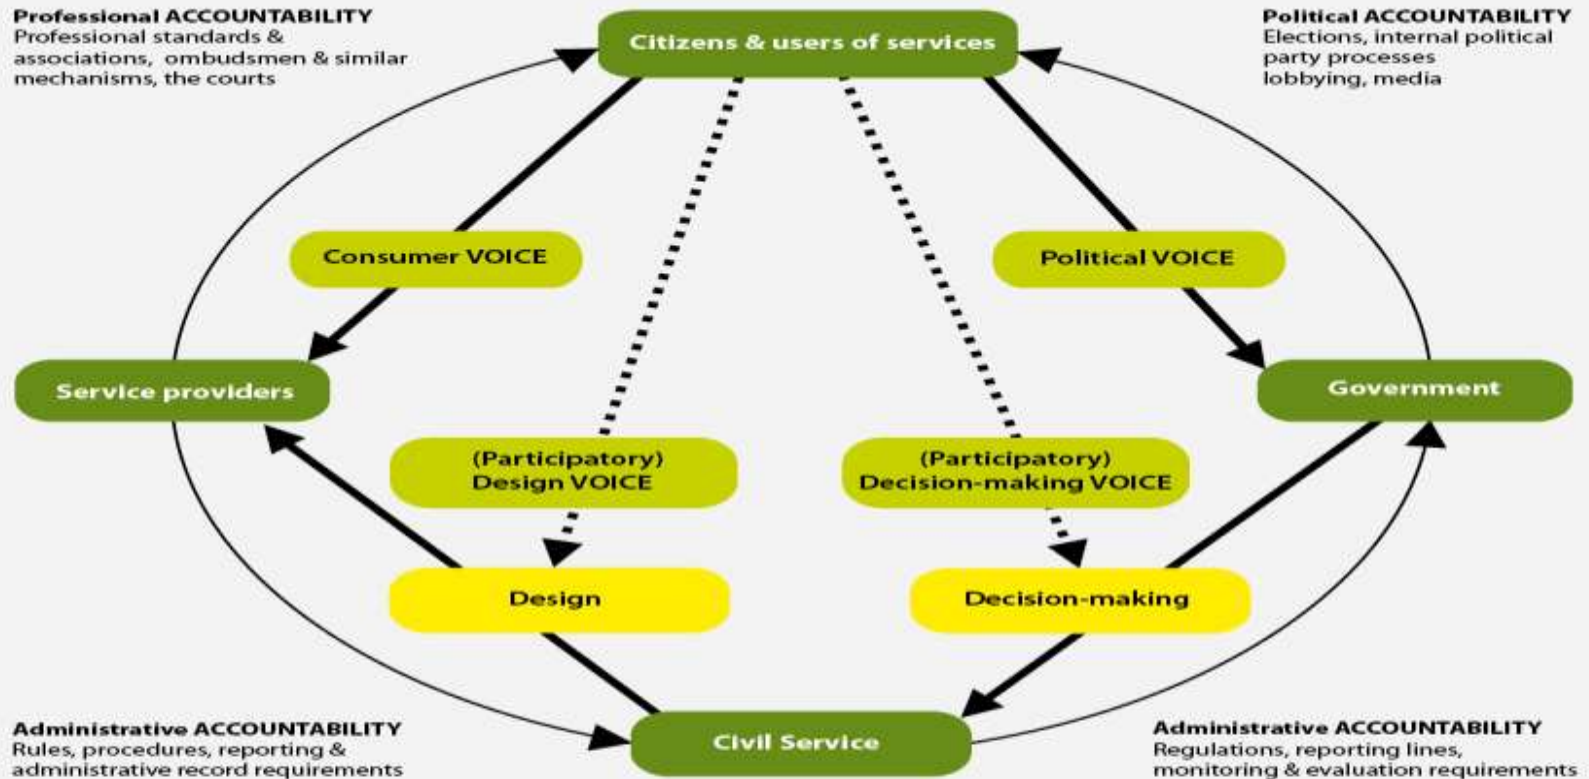 Professional ACCOUNTABILITY
Professional standards &
associations, ombudsmen & similar
mechanisms, the courts
Citizens & users of services
Political ACCOUNTABILITY
Elections, internal political
party processes
lobbying, media
Consumer VOICE
Political VOICE
Service providers
Government
(Participatory)
Design VOICE
(Participatory)
Decision-making VOICE
Design
Decision-making
Administrative ACCOUNTABILITY
Rules, procedures, reporting &
administrative record requirements
Civil Service
Administrative ACCOUNTABILITY
Regulations, reporting lines,
monitoring & evaluation requirements